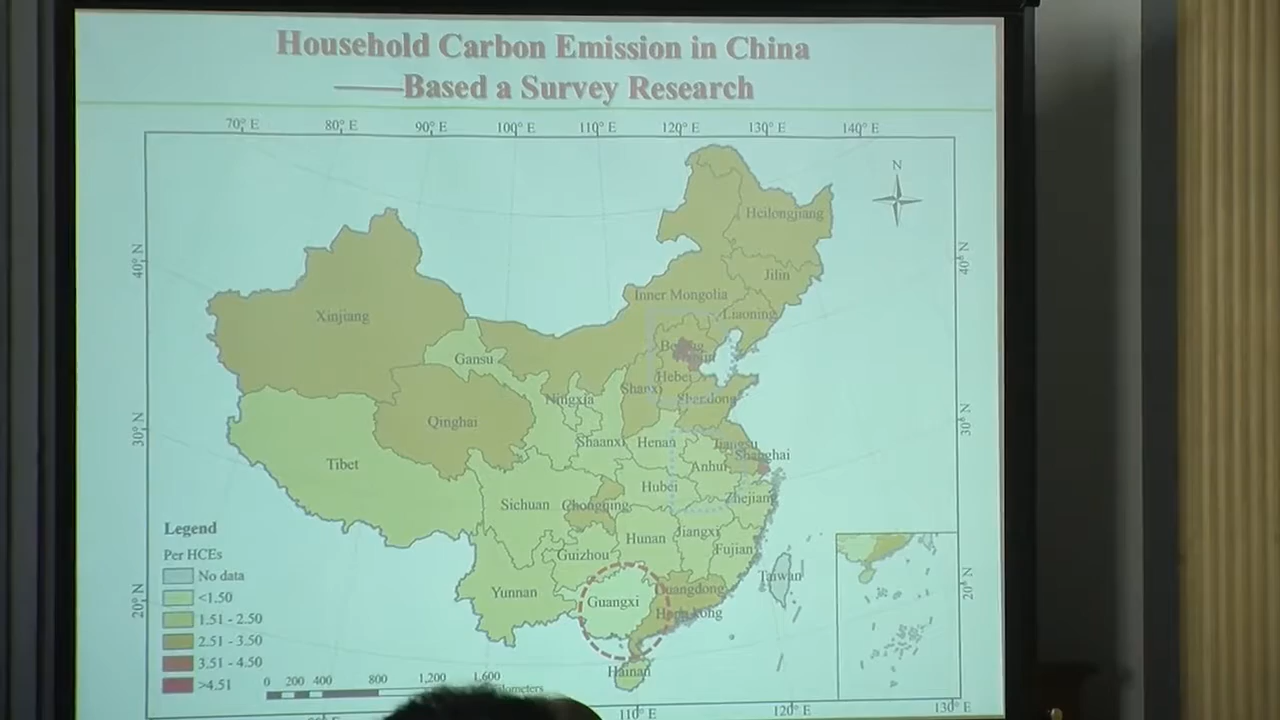 Household Carbon Emission in China
——Based a Survey Research
70° E 80° E 90° E 100° E 110° E 120° E 130° E 140° E
N
Heilongjiang
40° N
40° N
Jilin
Inner Mongolia
Liaoning
Xinjiang
Beijing
Gansu
Hebei
Shanxi
Ningxia
Shandong
30° N
30° N
Qinghai
Shaanxi
Henan
Jiangsu
Shanghai
Tibet
Anhui
Hubei
Zhejiang
Sichuan
Chongqing
Hunan
Jiangxi
Guizhou
Fujian
Taiwan
20° N
20° N
Yunnan
Guangxi
Guangdong
Hong kong
Hainan
Legend
Per HCEs
No data
<1.50
1.51 - 2.50
2.51 - 3.50
3.51 - 4.50
>4.51
0 200 400 800 1,200 1,600
110° E 120° E 130° E